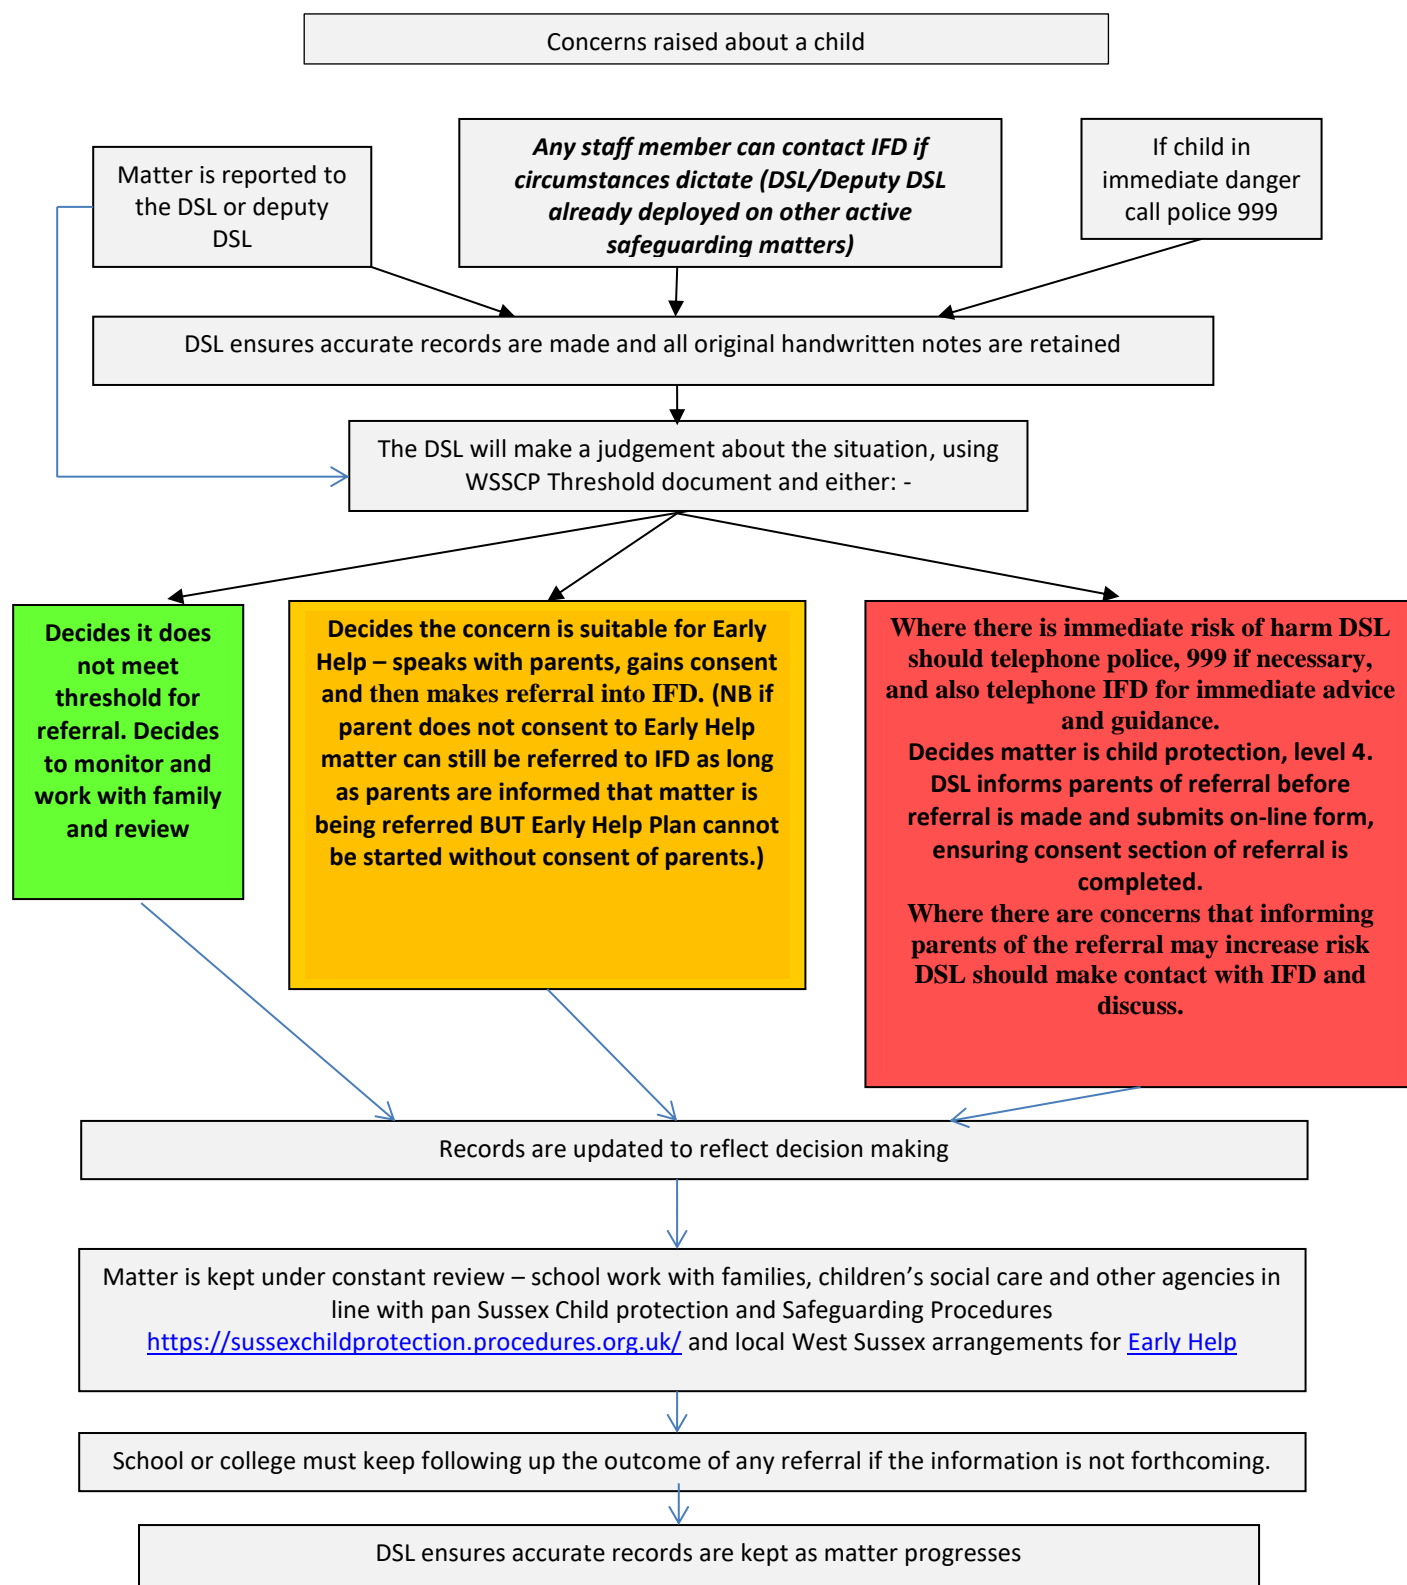 Concerns raised about a child
Matter is reported to
the DSL or deputy
DSL
Any staff member can contact IFD if
circumstances dictate (DSL/Deputy DSL
already deployed on other active
safeguarding matters)
If child in
immediate danger
call police 999
DSL ensures accurate records are made and all original handwritten notes are retained
The DSL will make a judgement about the situation, using
WSSCP Threshold document and either: -
Decides it does
not meet
threshold for
referral. Decides
to monitor and
work with family
and review
Decides the concern is suitable for Early
Help – speaks with parents, gains consent
and then makes referral into IFD. (NB if
parent does not consent to Early Help
matter can still be referred to IFD as long
as parents are informed that matter is
being referred BUT Early Help Plan cannot
be started without consent of parents.)
Where there is immediate risk of harm DSL
should telephone police, 999 if necessary,
and also telephone IFD for immediate advice
and guidance.
Decides matter is child protection, level 4.
DSL informs parents of referral before
referral is made and submits on-line form,
ensuring consent section of referral is
completed.
Where there are concerns that informing
parents of the referral may increase risk
DSL should make contact with IFD and
discuss.
Records are updated to reflect decision making
Matter is kept under constant review – school work with families, children’s social care and other agencies in
line with pan Sussex Child protection and Safeguarding Procedures
https://sussexchildprotection.procedures.org.uk/ and local West Sussex arrangements for Early Help
School or college must keep following up the outcome of any referral if the information is not forthcoming.
DSL ensures accurate records are kept as matter progresses